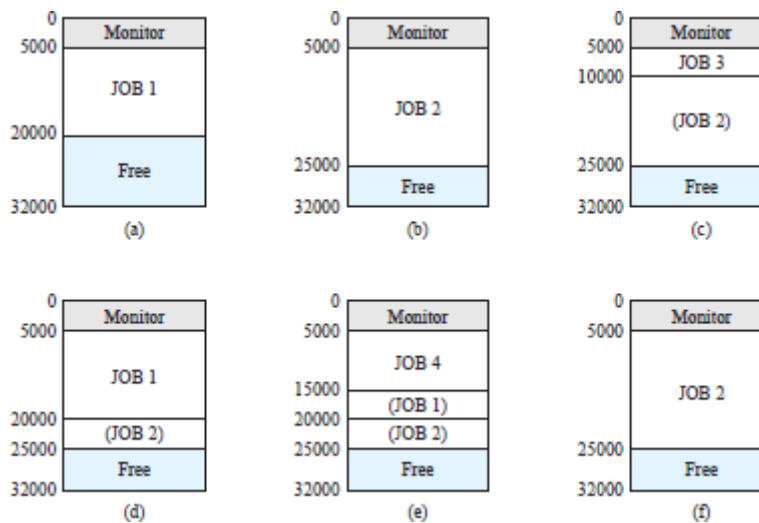 0
Monitor
5000
JOB 1
20000
Free
32000
(a)
0
Monitor
5000
JOB 2
25000
Free
32000
(b)
0
Monitor
5000
JOB 3
10000
(JOB 2)
25000
Free
32000
(c)
0
Monitor
5000
JOB 1
20000
(JOB 2)
25000
Free
32000
(d)
0
Monitor
5000
JOB 4
15000
(JOB 1)
20000
(JOB 2)
25000
Free
32000
(e)
0
Monitor
5000
JOB 2
25000
Free
32000
(f)